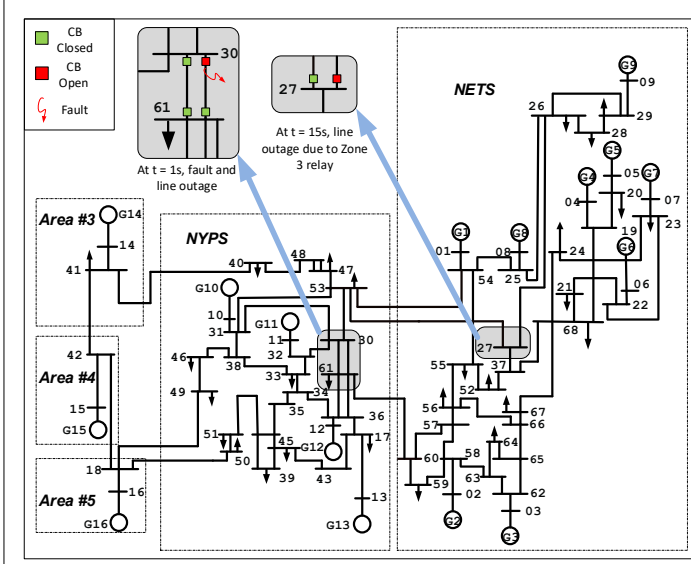 CB
Closed
CB
Open
Fault
30
61
At t = 1s, fault and
line outage
27
At t = 15s, line
outage due to Zone
3 relay
NETS
G9
09
26
29
28
G5
G4
05
G7
20
04
07
19
23
G6
24
06
21
22
68
G1
G8
01
08
54
25
27
37
55
52
56
57
67
66
64
58
65
60
63
59
02
62
03
G2
G3
Area #3
G14
14
41
NYPS
40
48
47
G10
53
10
G11
31
11
30
32
46
38
33
61
34
49
35
36
12
17
51
45
G12
50
39
43
13
G13
42
Area #4
15
G15
18
16
Area #5
G16